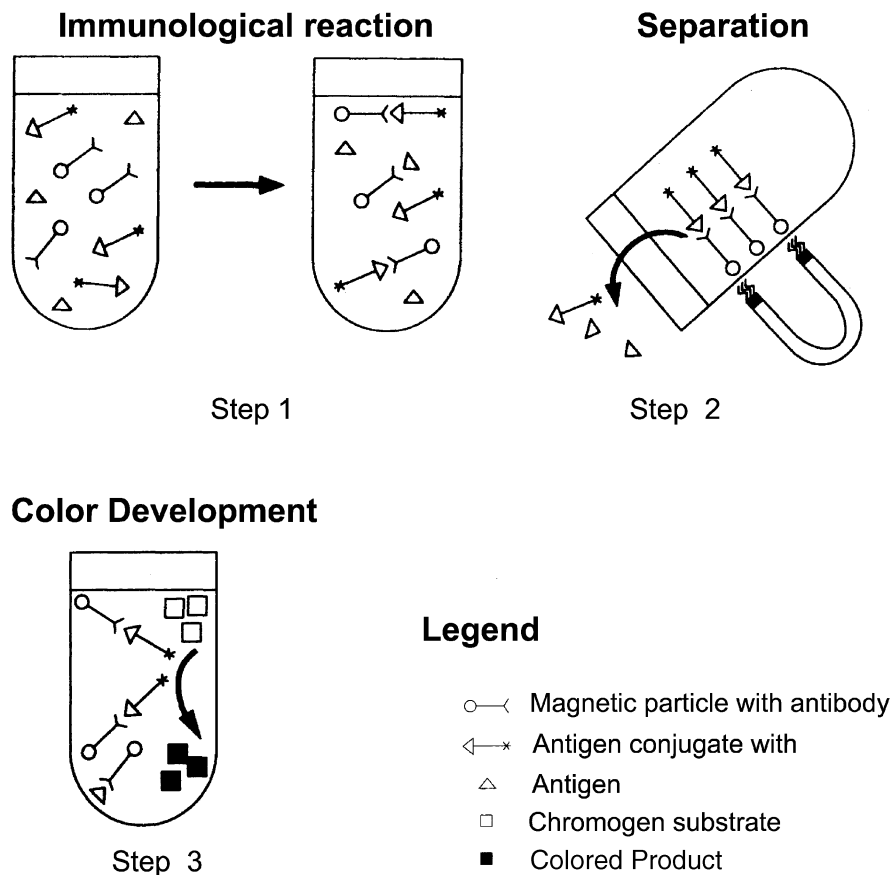 Immunological reaction
Separation
Step 1
Step 2
Color Development
Step 3
Legend
Magnetic particle with antibody
Antigen conjugate with
Antigen
Chromogen substrate
Colored Product